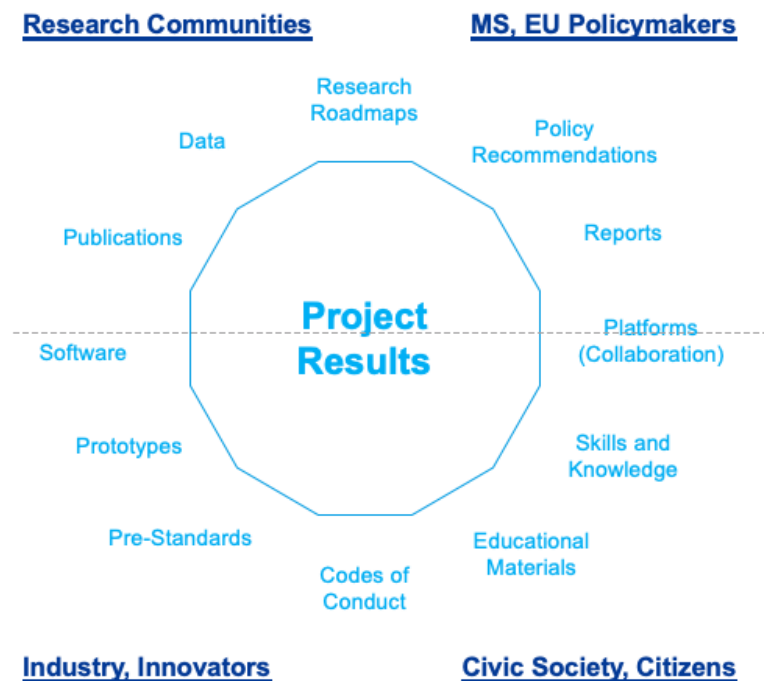 Research Communities
MS, EU Policymakers
Research
Roadmaps
Data
Policy
Recommendations
Publications
Reports
Project
Results
Platforms
(Collaboration)
Software
Prototypes
Skills and
Knowledge
Pre-Standards
Educational
Materials
Codes of
Conduct
Industry, Innovators
Civic Society, Citizens